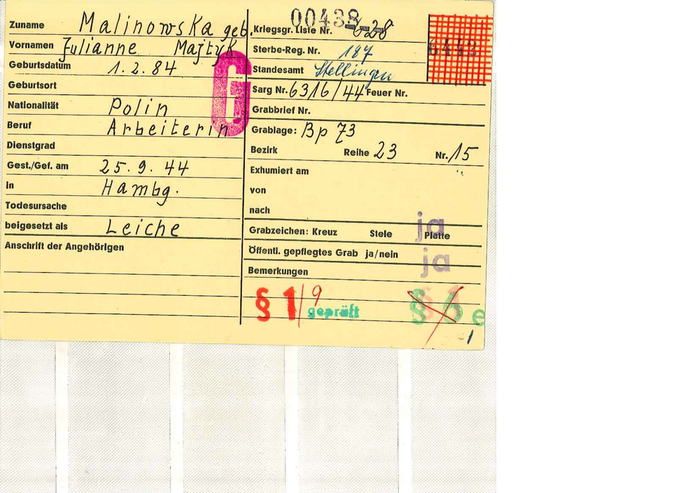 Zuname Malinowska geb.
Vornamen Julianne Majtyk
Geburtsdatum 1.2.84
Geburtsort
Nationalität Polin
Beruf Arbeiterin
Dienstgrad
Gest./Gef. am 25.9.44
in Hambg.
Todesursache
beigesetzt als Leiche
Anschrift der Angehörigen
G
00438
Kriegsgr. Liste Nr. 628
Sterbe-Reg. Nr. 187
Standesamt Stellingen
Sarg Nr. 6316/44 Feuer Nr.
Grabbrief Nr.
Grablage: Bp 73
Bezirk Reihe 23 Nr. 15
Exhumiert am
von
nach
Grabzeichen: Kreuz Stele Platte
ja
Öffentl. gepflegtes Grab ja/nein
ja
Bemerkungen
§ 1/9 geprüft
§ 6 e
-1